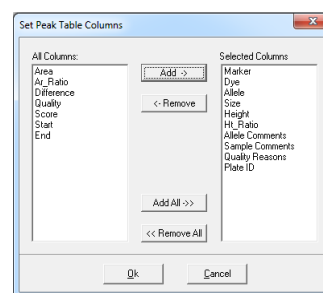 Set Peak Table Columns
x
All Columns:
Area
Ar_Ratio
Difference
Quality
Score
Start
End
Add ->
<- Remove
Add All ->>
<< Remove All
Selected Columns
Marker
Dye
Allele
Size
Height
Ht_Ratio
Allele Comments
Sample Comments
Quality Reasons
Plate ID
Ok
Cancel